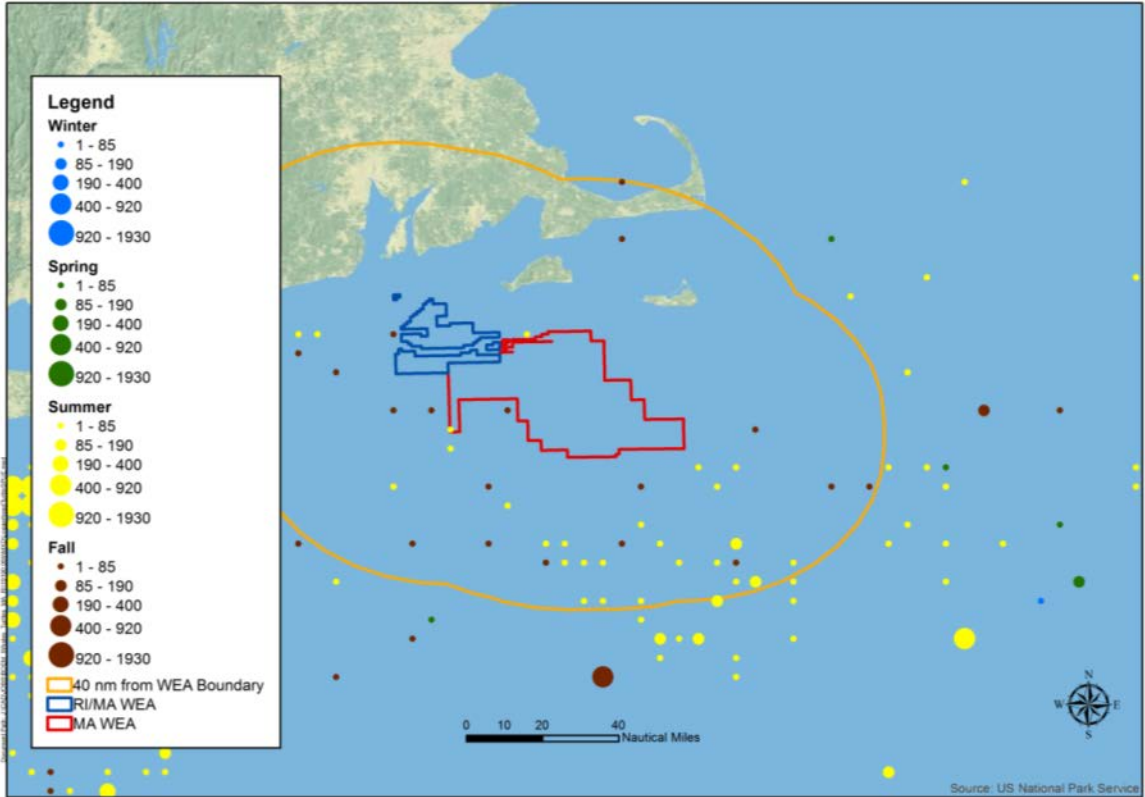 Legend
Winter
1 - 85
85 - 190
190 - 400
400 - 920
920 - 1930
Spring
1 - 85
85 - 190
190 - 400
400 - 920
920 - 1930
Summer
1 - 85
85 - 190
190 - 400
400 - 920
920 - 1930
Fall
1 - 85
85 - 190
190 - 400
400 - 920
920 - 1930
40 nm from WEA Boundary
RI/MA WEA
MA WEA
0 10 20 40
Nautical Miles
N
W E
S
Source: US National Park Service